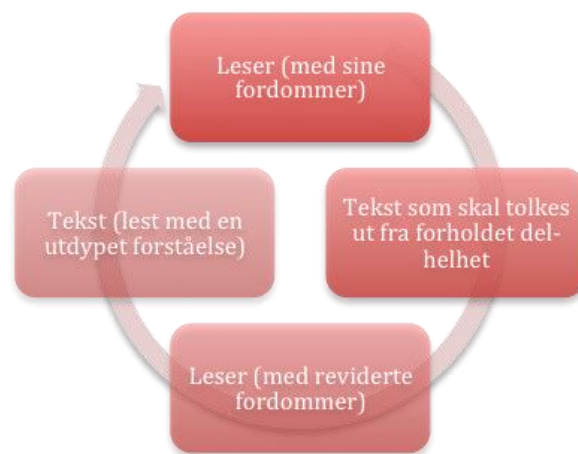 Leser (med sine
fordommer)
Tekst som skal tolkes
ut fra forholdet del-
helhet
Leser (med reviderte
fordommer)
Tekst (lest med en
utdypet forståelse)